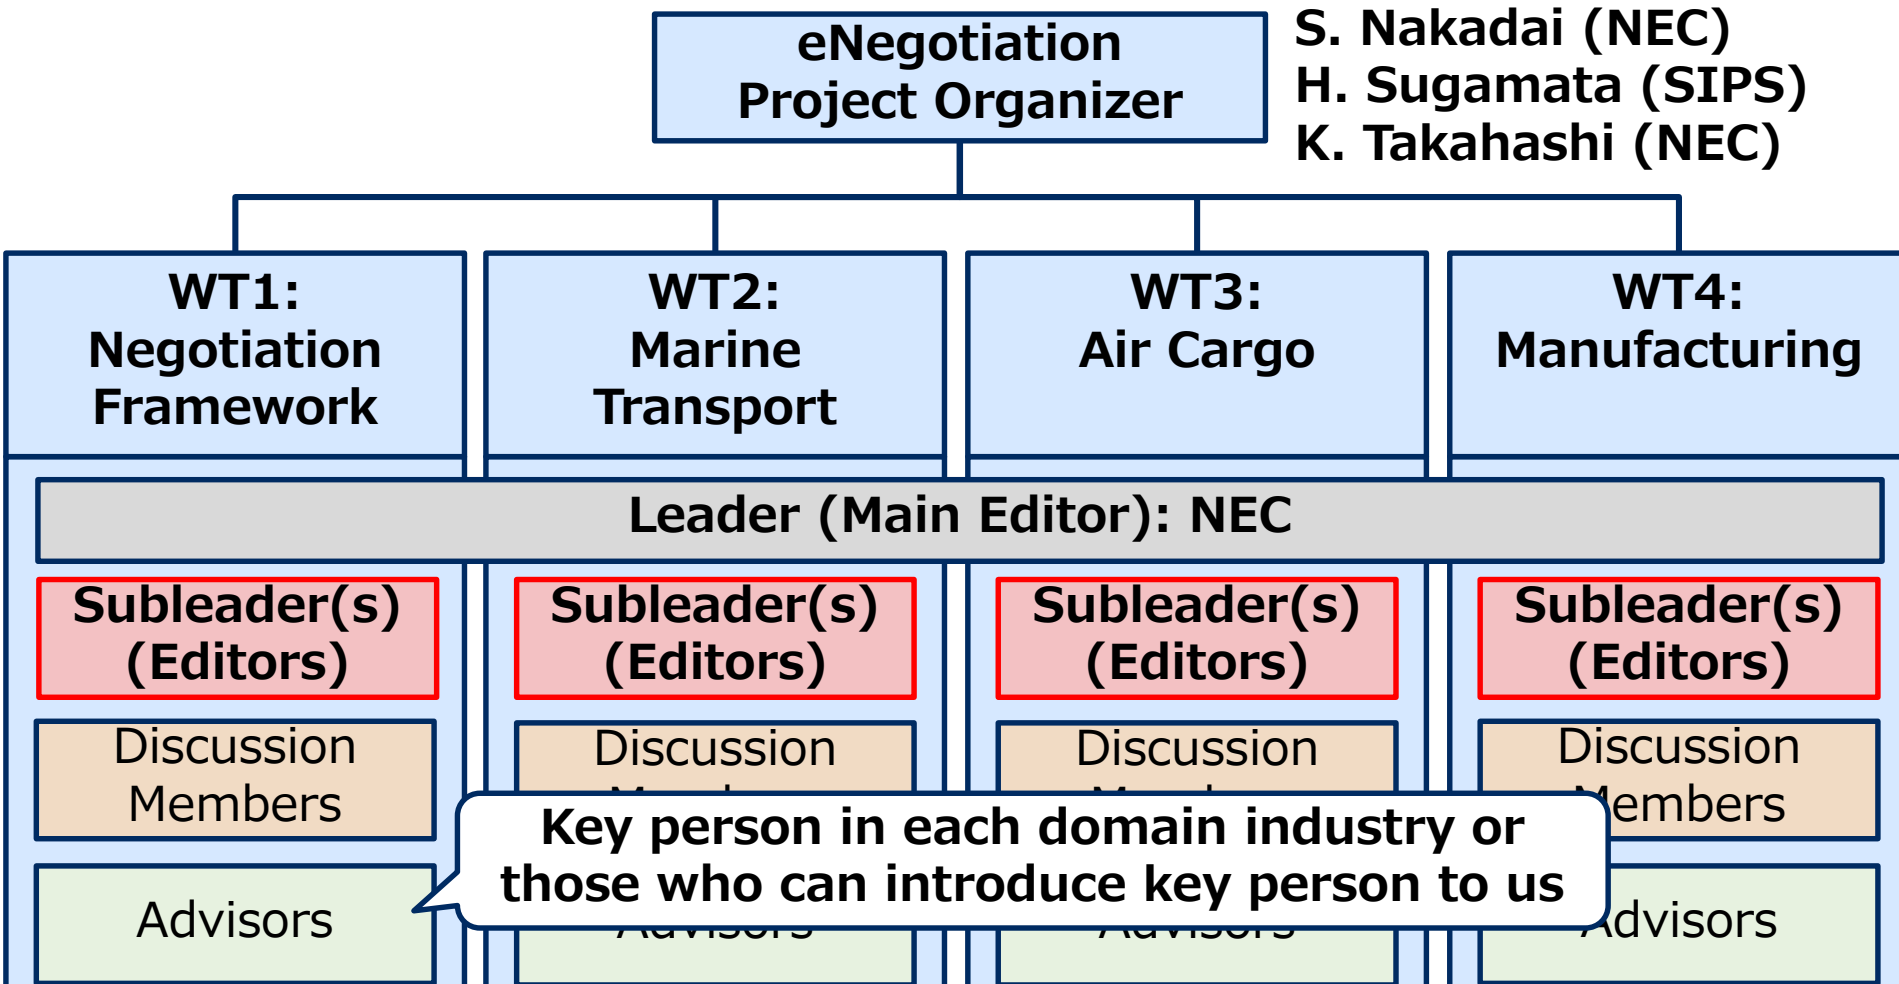 eNegotiation
Project Organizer
S. Nakadai (NEC)
H. Sugamata (SIPS)
K. Takahashi (NEC)
WT1:
Negotiation
Framework
WT2:
Marine
Transport
WT3:
Air Cargo
WT4:
Manufacturing
Leader (Main Editor): NEC
Subleader(s)
(Editors)
Subleader(s)
(Editors)
Subleader(s)
(Editors)
Subleader(s)
(Editors)
Discussion
Members
Discussion
Discussion
Discussion
Members
Key person in each domain industry or
those who can introduce key person to us
Advisors
Advisors